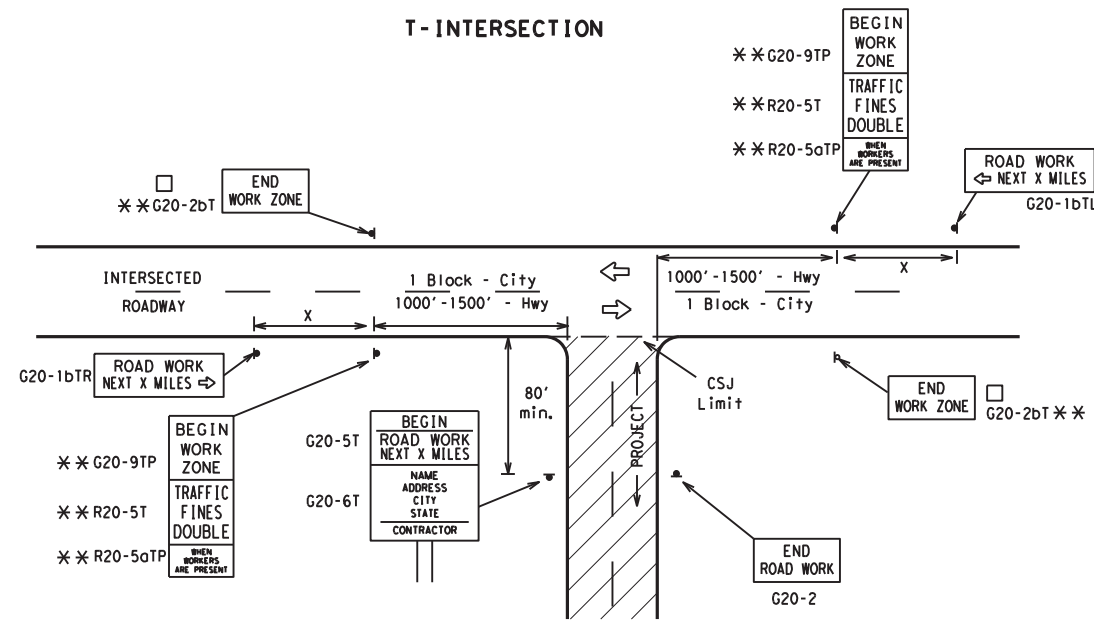 T-INTERSECTION
BEGIN
WORK
ZONE
TRAFFIC
FINES
DOUBLE
WHEN
WORKERS
ARE PRESENT
**G20-9TP
**R20-5T
**R20-5aTP
ROAD WORK
⇦ NEXT X MILES
G20-1bTL
□
**G20-2bT
END
WORK ZONE
INTERSECTED
ROADWAY
1 Block - City
1000'-1500' - Hwy
1000'-1500' - Hwy
1 Block - City
X
X
G20-1bTR
ROAD WORK
NEXT X MILES ⇨
80'
min.
PROJECT
CSJ
Limit
END
WORK ZONE
□
G20-2bT **
**G20-9TP
**R20-5T
**R20-5aTP
BEGIN
WORK
ZONE
TRAFFIC
FINES
DOUBLE
WHEN
WORKERS
ARE PRESENT
G20-5T
G20-6T
BEGIN
ROAD WORK
NEXT X MILES
NAME
ADDRESS
CITY
STATE
CONTRACTOR
END
ROAD WORK
G20-2